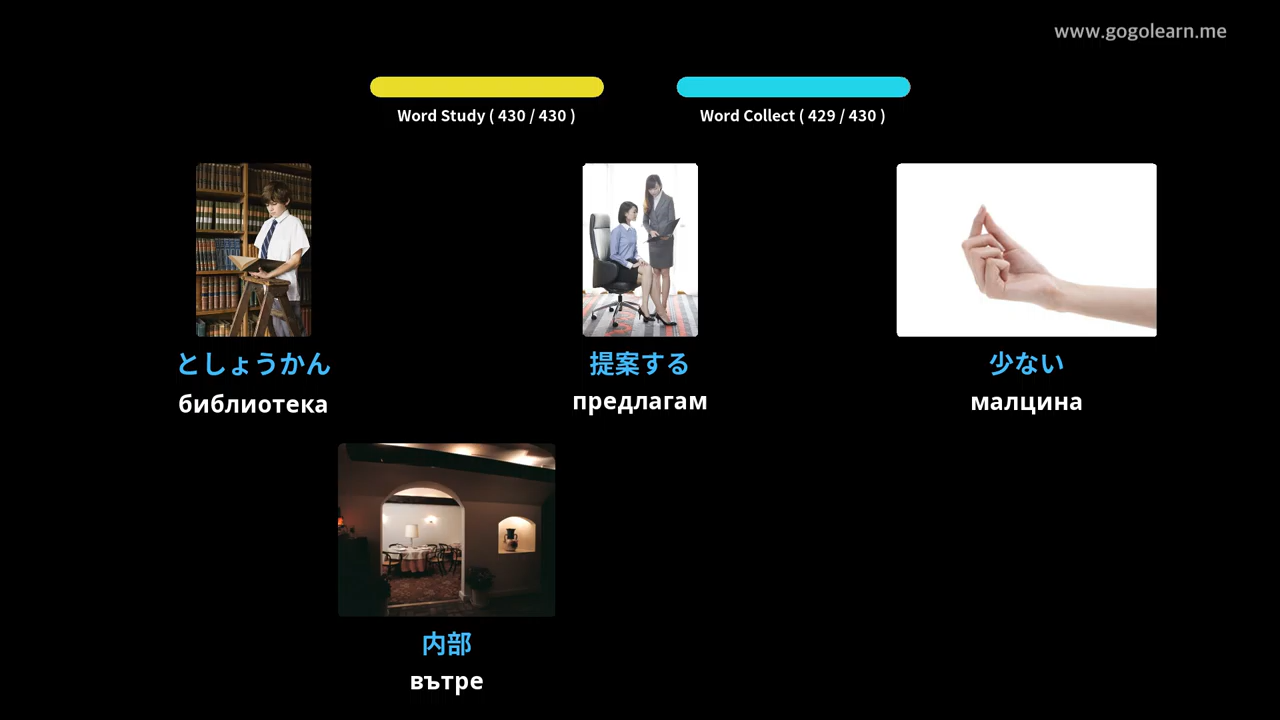 www.gogolearn.me
Word Study ( 430 / 430 )
Word Collect ( 429 / 430 )
としょうかん
библиотека
提案する
предлагам
少ない
малцина
内部
вътре